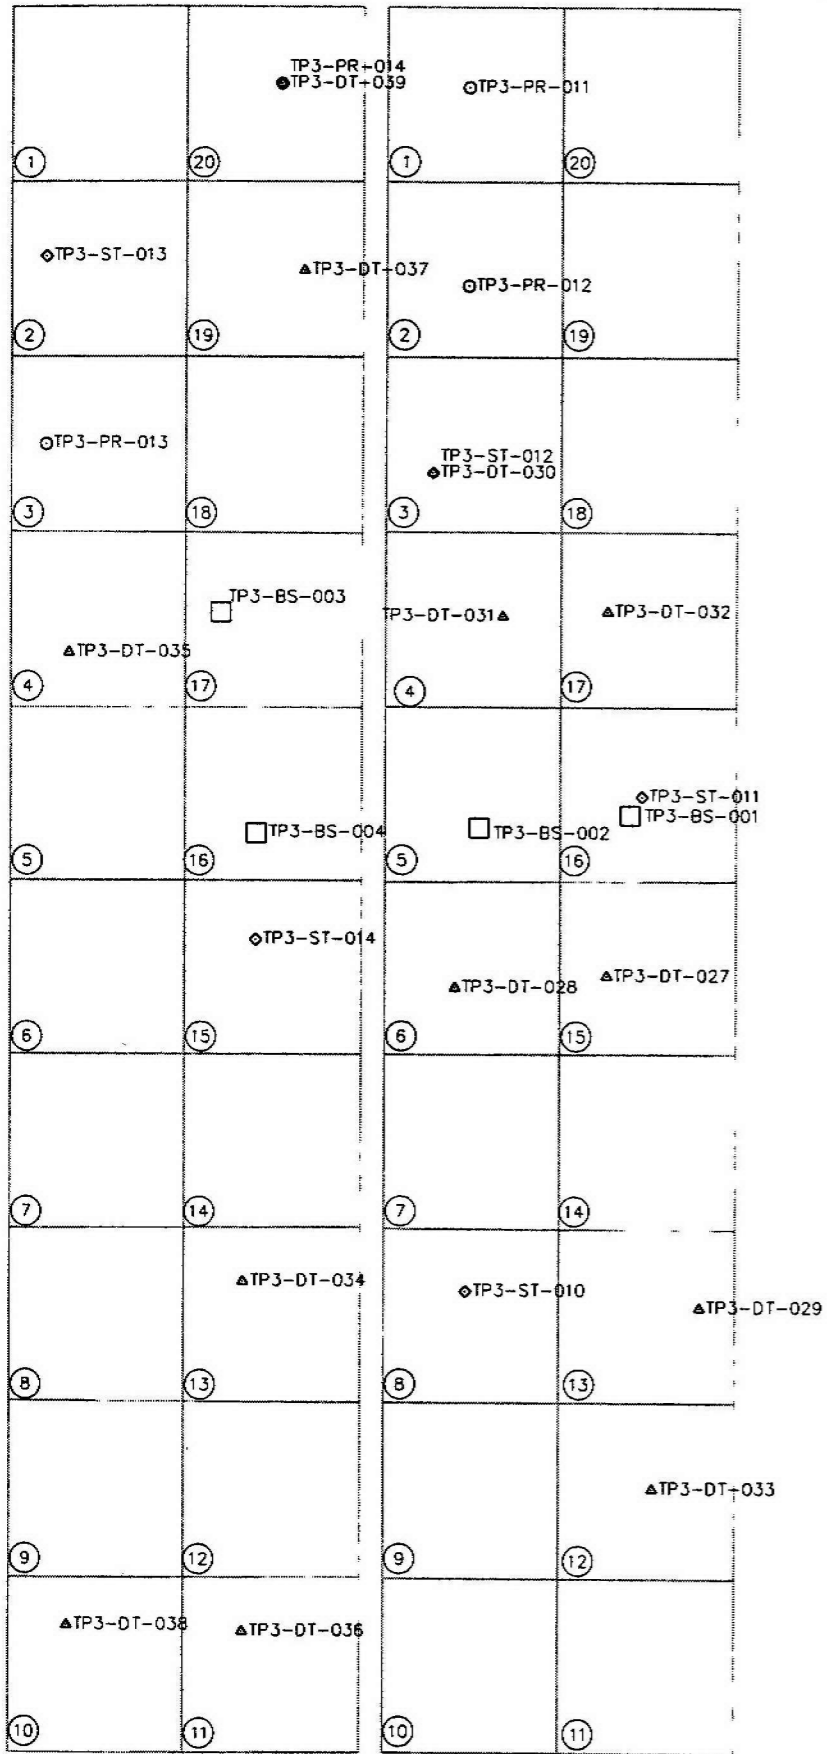 TP3-PR-014
TP3-DT-039
1
20
TP3-ST-013
TP3-DT-037
2
19
TP3-PR-013
3
18
TP3-BS-003
TP3-DT-035
4
17
TP3-BS-004
5
16
TP3-ST-014
6
15
7
14
TP3-DT-034
8
13
9
12
TP3-DT-038
TP3-DT-036
10
11
TP3-PR-011
1
20
TP3-PR-012
2
19
TP3-ST-012
TP3-DT-030
3
18
TP3-DT-031
TP3-DT-032
4
17
TP3-ST-011
TP3-BS-001
TP3-BS-002
5
16
TP3-DT-027
TP3-DT-028
6
15
7
14
TP3-ST-010
TP3-DT-029
8
13
TP3-DT-033
9
12
10
11